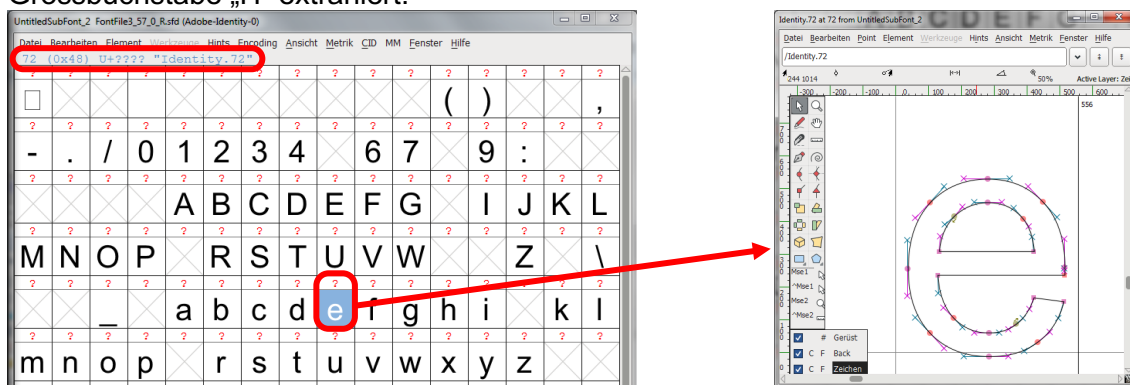 Grossbuchstabe „H“ extrahiert.
UntitledSubFont_2 FontFile3_57_0_R.sfd (Adobe-Identity-0)
Datei Bearbeiten Element Werkzeuge Hints Encoding Ansicht Metrik CID MM Fenster Hilfe
72 (0x48) U+???? "Identity.72"
? ? ? ? ? ? ? ? ? ? ? ? ? ? ? ?
( ) ,
? ? ? ? ? ? ? ? ? ? ? ? ? ? ? ?
- . / 0 1 2 3 4 6 7 9 :
? ? ? ? ? ? ? ? ? ? ? ? ? ? ? ?
A B C D E F G I J K L
? ? ? ? ? ? ? ? ? ? ? ? ? ? ? ?
M N O P R S T U V W Z \
? ? ? ? ? ? ? ? ? ? ? ? ? ? ? ?
_ a b c d e f g h i k l
? ? ? ? ? ? ? ? ? ? ? ? ? ? ? ?
m n o p r s t u v w x y z
Identity.72 at 72 from UntitledSubFont_2
Datei Bearbeiten Point Element Werkzeuge Hints Ansicht Metrik Fenster Hilfe
/Identity.72
244 1014 50% Active Layer: Zei
-300 -200 -100 0 100 200 300 400 500 600
556
Mse1
^Mse1
Mse2
^Mse2
# Gerüst
C F Back
C F Zeichen